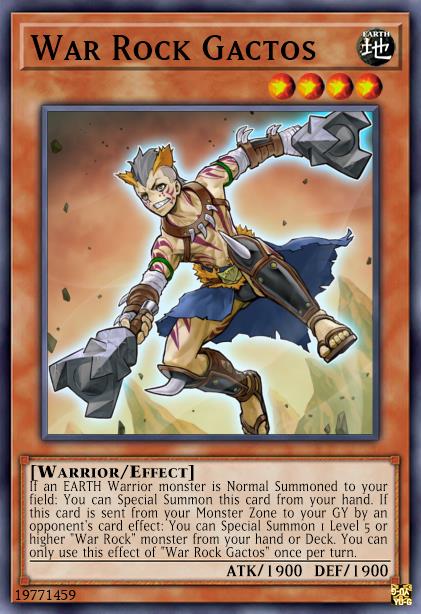 War Rock Gactos
EARTH
地
[Warrior/Effect]
If an EARTH Warrior monster is Normal Summoned to your
field: You can Special Summon this card from your hand. If
this card is sent from your Monster Zone to your GY by an
opponent's card effect: You can Special Summon 1 Level 5 or
higher "War Rock" monster from your hand or Deck. You can
only use this effect of "War Rock Gactos" once per turn.
ATK/1900 DEF/1900
19771459